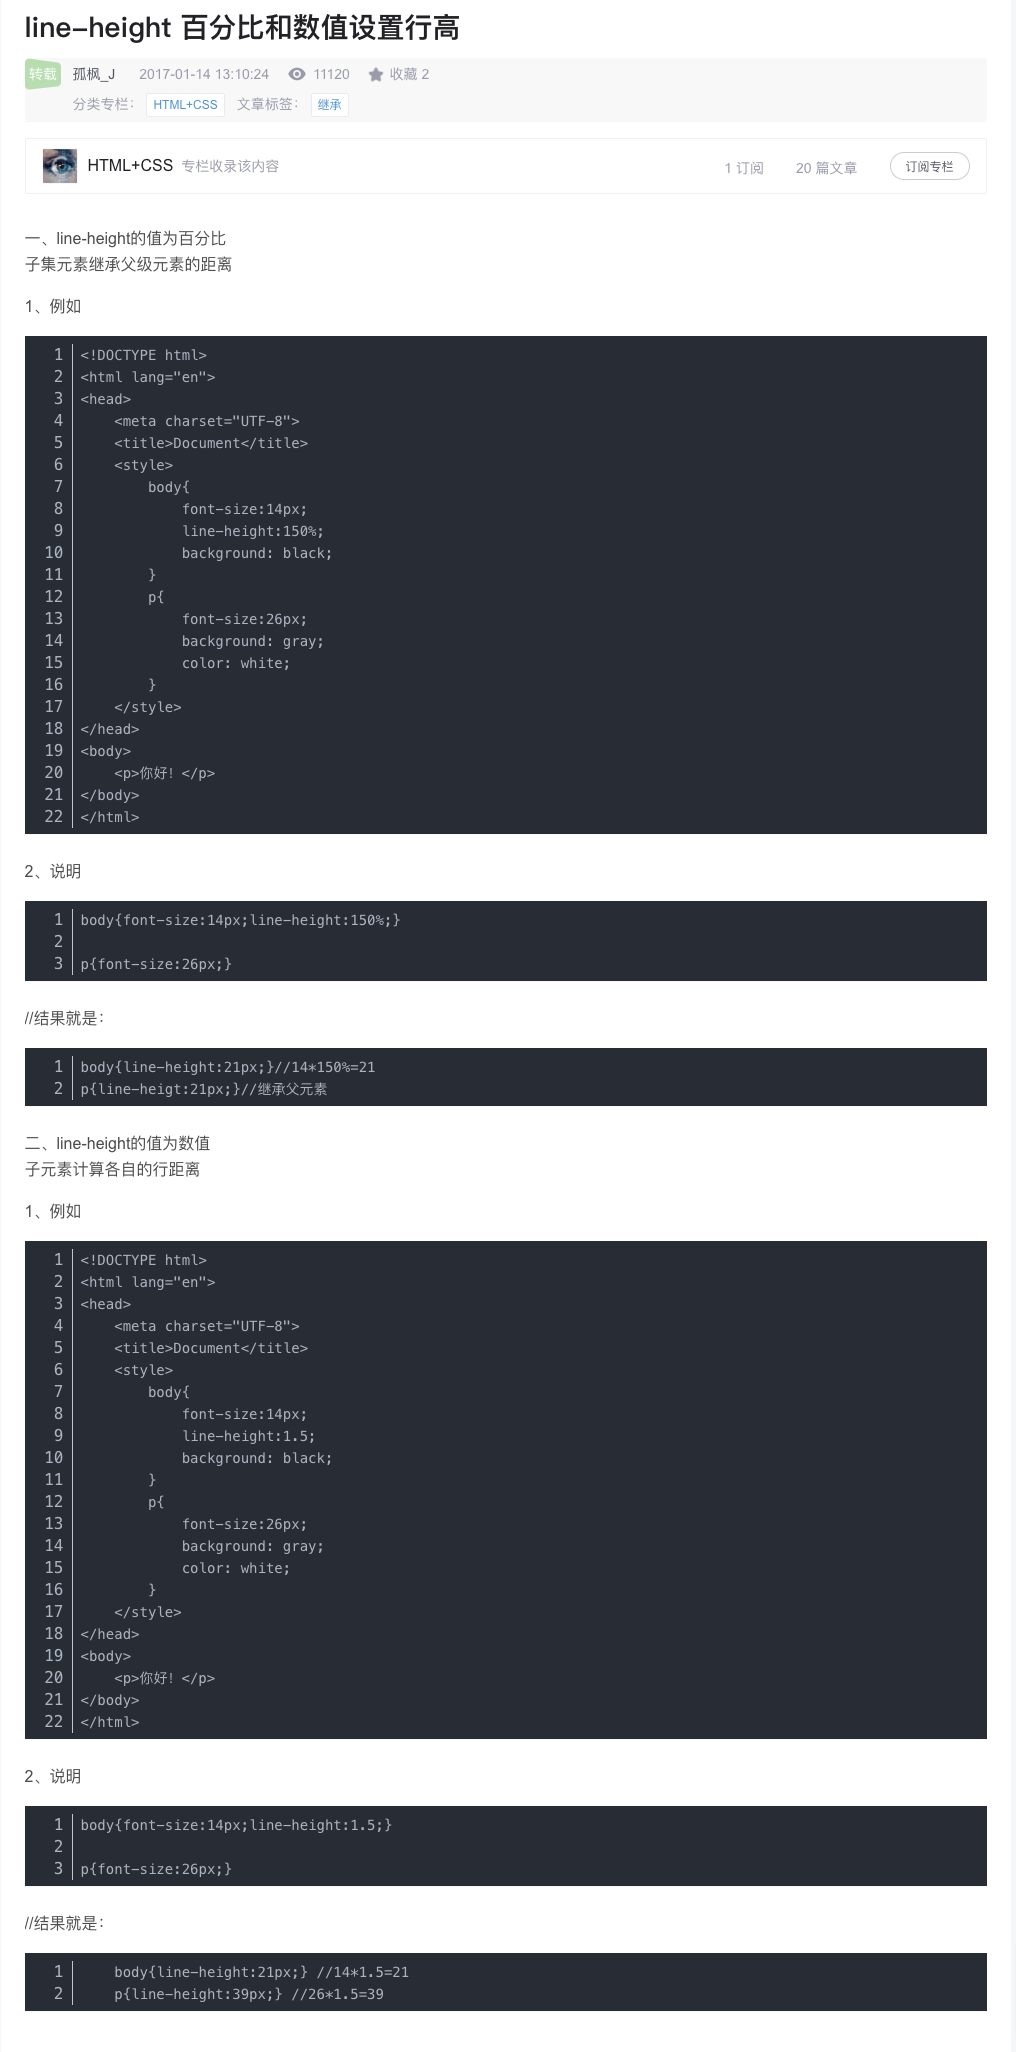 line-height 百分比和数值设置行高
转载 孤枫_J 2017-01-14 13:10:24 11120 收藏 2
分类专栏： HTML+CSS 文章标签： 继承
HTML+CSS 专栏收录该内容 1 订阅 20 篇文章 订阅专栏
一、line-height的值为百分比
子集元素继承父级元素的距离
1、例如
1 <!DOCTYPE html>
2 <html lang="en">
3 <head>
4     <meta charset="UTF-8">
5     <title>Document</title>
6     <style>
7         body{
8             font-size:14px;
9             line-height:150%;
10             background: black;
11         }
12         p{
13             font-size:26px;
14             background: gray;
15             color: white;
16         }
17     </style>
18 </head>
19 <body>
20     <p>你好！</p>
21 </body>
22 </html>
2、说明
1 body{font-size:14px;line-height:150%;}
2
3 p{font-size:26px;}
//结果就是：
1 body{line-height:21px;}//14*150%=21
2 p{line-heigt:21px;}//继承父元素
二、line-height的值为数值
子元素计算各自的行距离
1、例如
1 <!DOCTYPE html>
2 <html lang="en">
3 <head>
4     <meta charset="UTF-8">
5     <title>Document</title>
6     <style>
7         body{
8             font-size:14px;
9             line-height:1.5;
10             background: black;
11         }
12         p{
13             font-size:26px;
14             background: gray;
15             color: white;
16         }
17     </style>
18 </head>
19 <body>
20     <p>你好！</p>
21 </body>
22 </html>
2、说明
1 body{font-size:14px;line-height:1.5;}
2
3 p{font-size:26px;}
//结果就是：
1     body{line-height:21px;} //14*1.5=21
2     p{line-height:39px;} //26*1.5=39